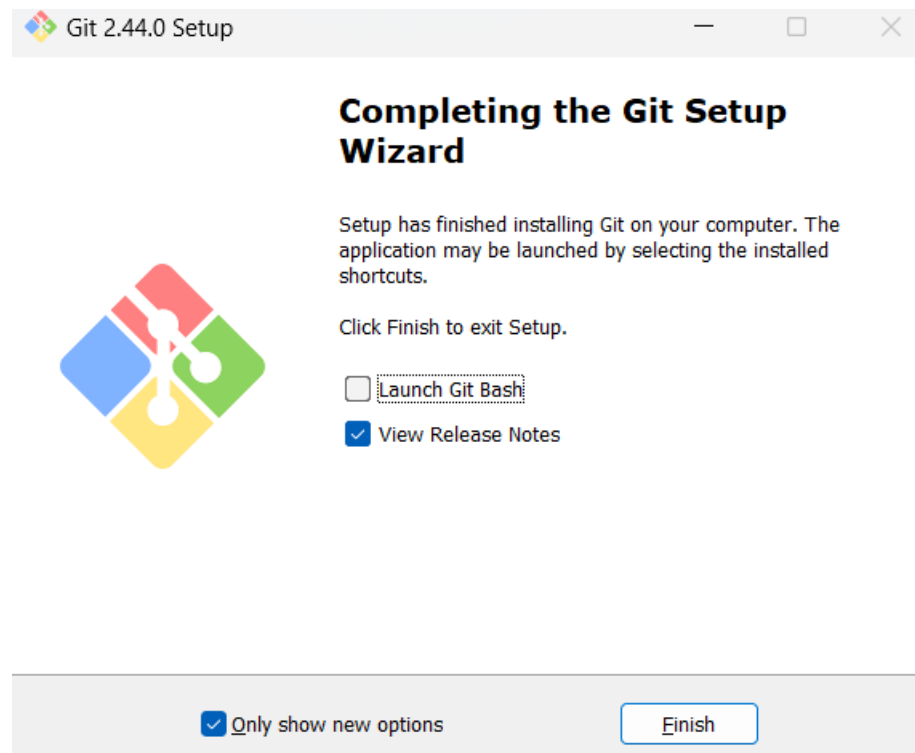 Git 2.44.0 Setup
Completing the Git Setup
Wizard
Setup has finished installing Git on your computer. The
application may be launched by selecting the installed
shortcuts.
Click Finish to exit Setup.
Launch Git Bash
View Release Notes
Only show new options
Finish